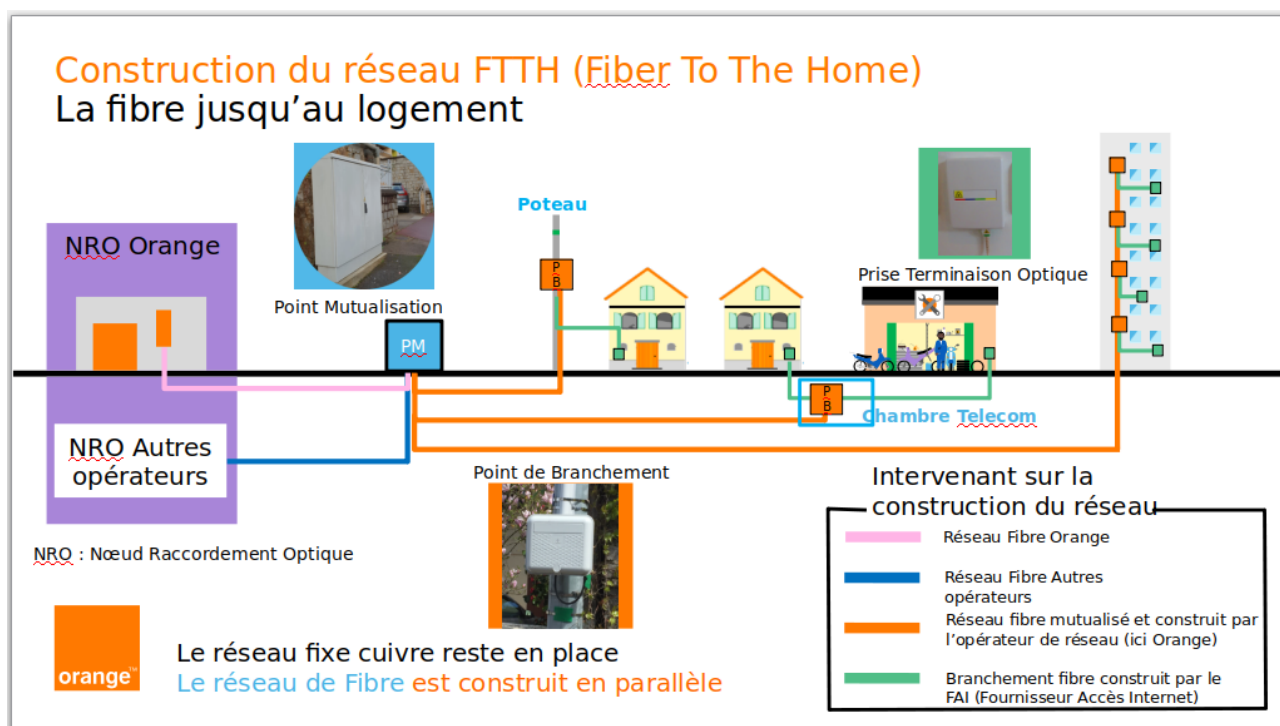 Construction du réseau FTTH (Fiber To The Home)
La fibre jusqu’au logement
Poteau
NRO Orange
Point Mutualisation
Prise Terminaison Optique
P
B
PM
P
B
Chambre Telecom
NRO Autres
opérateurs
Point de Branchement
Intervenant sur la
construction du réseau
NRO : Nœud Raccordement Optique
Réseau Fibre Orange
Réseau Fibre Autres
opérateurs
Réseau fibre mutualisé et construit par
l’opérateur de réseau (ici Orange)
Branchement fibre construit par le
FAI (Fournisseur Accès Internet)
orange™
Le réseau fixe cuivre reste en place
Le réseau de Fibre est construit en parallèle